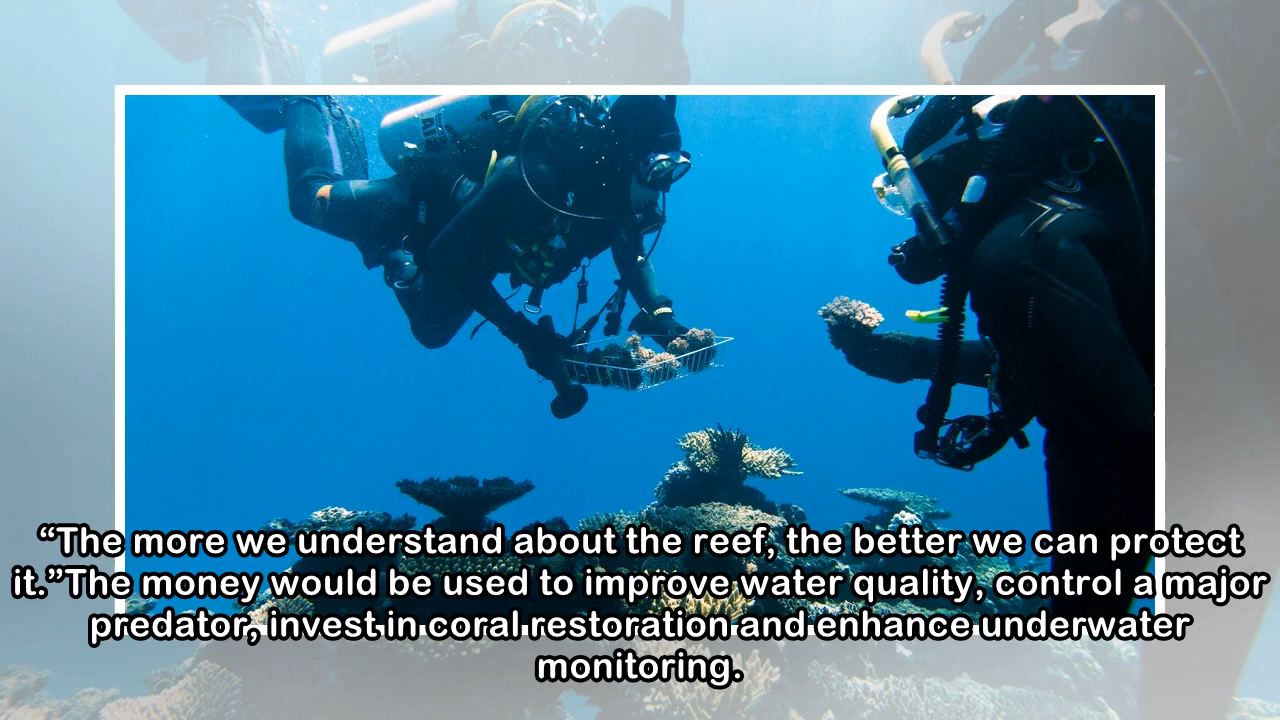 “The more we understand about the reef, the better we can protect
it.”The money would be used to improve water quality, control a major
predator, invest in coral restoration and enhance underwater
monitoring.